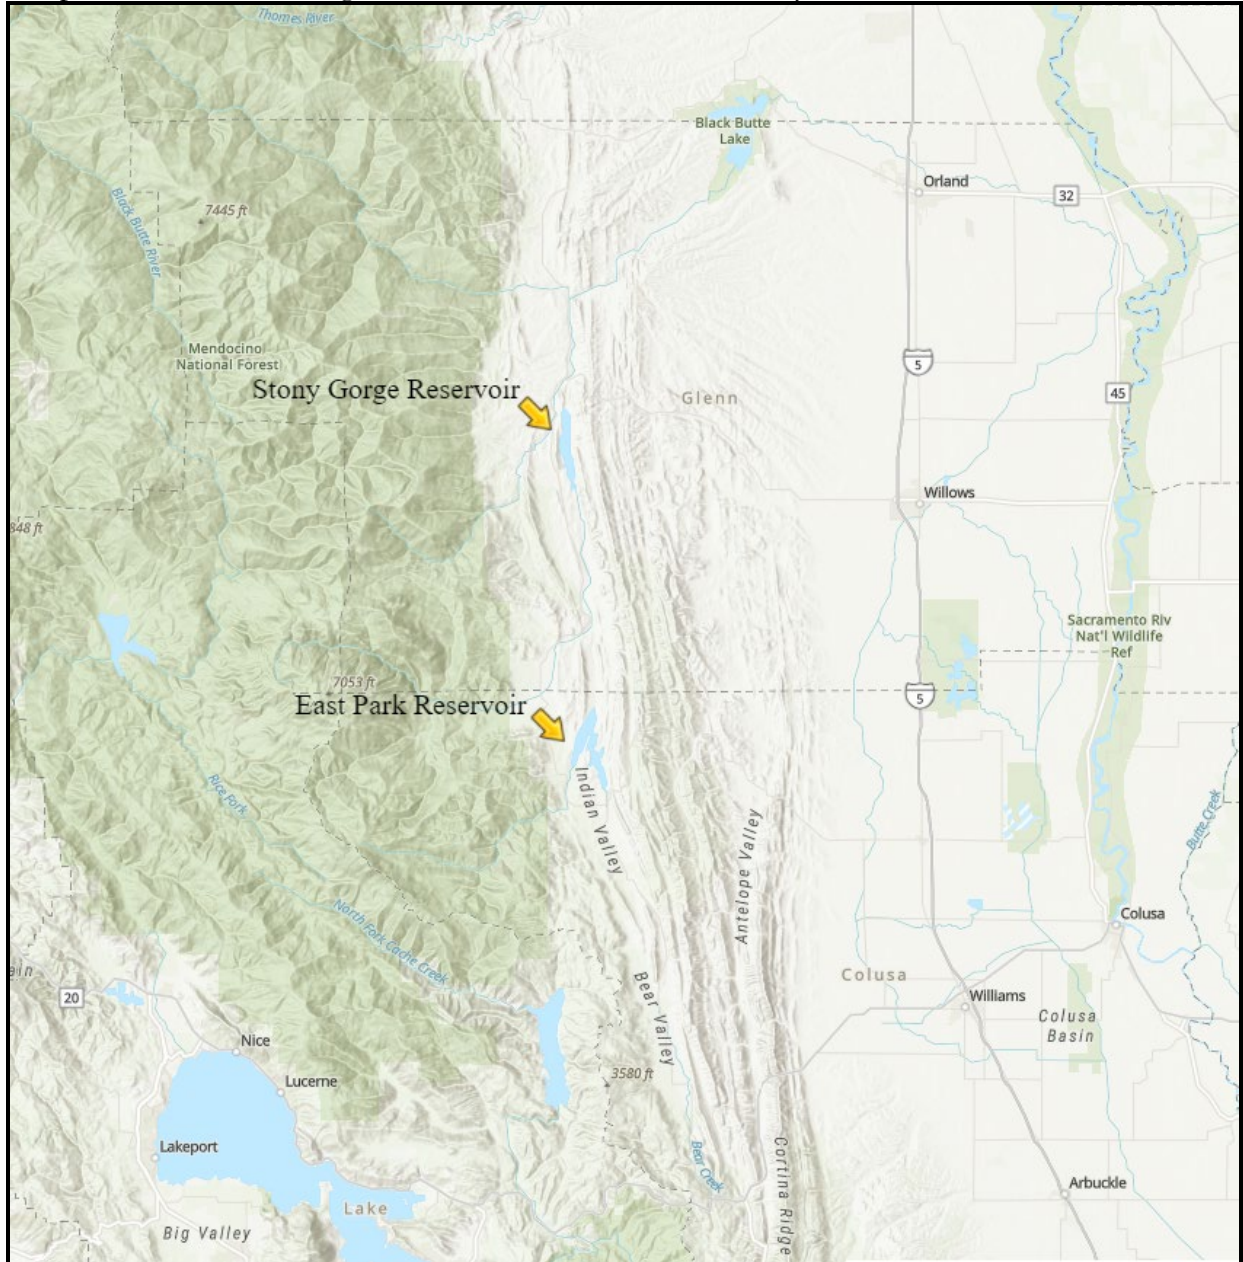 Thomes River
Black Butte
Lake
Orland
32
Black Butte River
7445 ft
Mendocino
National Forest
5
Stony Gorge Reservoir
Glenn
45
Willows
848 ft
Sacramento Riv
Nat'l Wildlife
Ref
7053 ft
5
East Park Reservoir
Indian Valley
Rice Fork
Antelope Valley
Butte Creek
North Fork Cache Creek
Colusa
ain
20
Bear Valley
Colusa
Williams
Colusa
Basin
Nice
Lucerne
3580 ft
Lakeport
Bear Creek
Cortina Ridge
Arbuckle
Lake
Big Valley